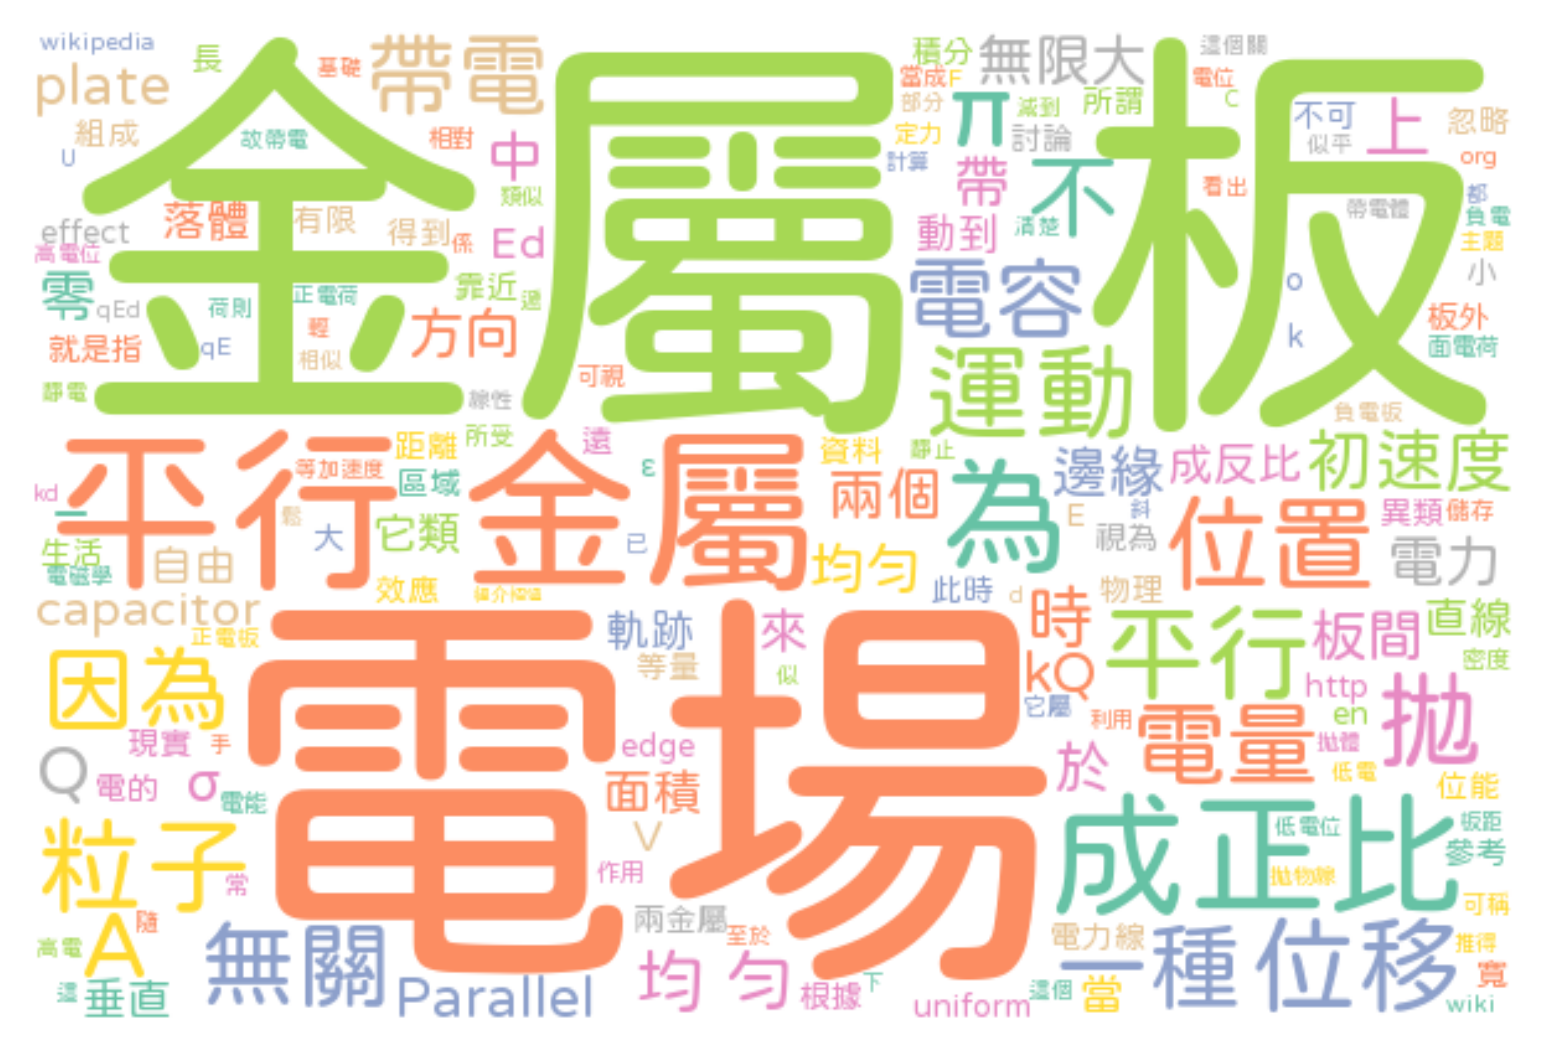 wikipedia
plate
長
基礎
帶電
金屬板
積分
無限大
這個關
當成
F
電位
部分
π
減到
所謂
C
不可
上
忽略
組成
U
故帶電
相對
中
定力
討論
似乎
org
計算
帶
不
看出
都
落體
有限
類似
帶電體
負電
effect
得到
係
Ed
動到
清楚
主題
高電位
零
qEd
荷則
正電荷
靠近
遞
電容
o
小
輕
方向
板外
就是指
qE
相似
k
面電荷
靜電
線性
可視
運動
負電板
平行金屬
距離
所受
遠
資料
靜止
邊緣
成反比
初速度
等加速度
區域
ε
兩個
為
kd
一
鬆
大
它類
已
E
斜
位置
異類
儲存
生活
自由
均勻
視為
電力
電磁學
效應
此時
d
物理
capacitor
正電板
電場
軌跡
來
時
平行
板間
直線
因為
等量
似
kQ
密度
http
拋
現實
手
edge
它屬
利用
en
電量
拋體
Q
電的
σ
電能
面積
於
低電
位能
V
粒子
成正比
低電位
板距
參考
常
作用
拋物線
A
隨
兩金屬
至於
可稱
高電
無關
電力線
一種
位移
推得
這
垂直
Parallel
均
勻
根據
下
uniform
這個
當
寬
wiki